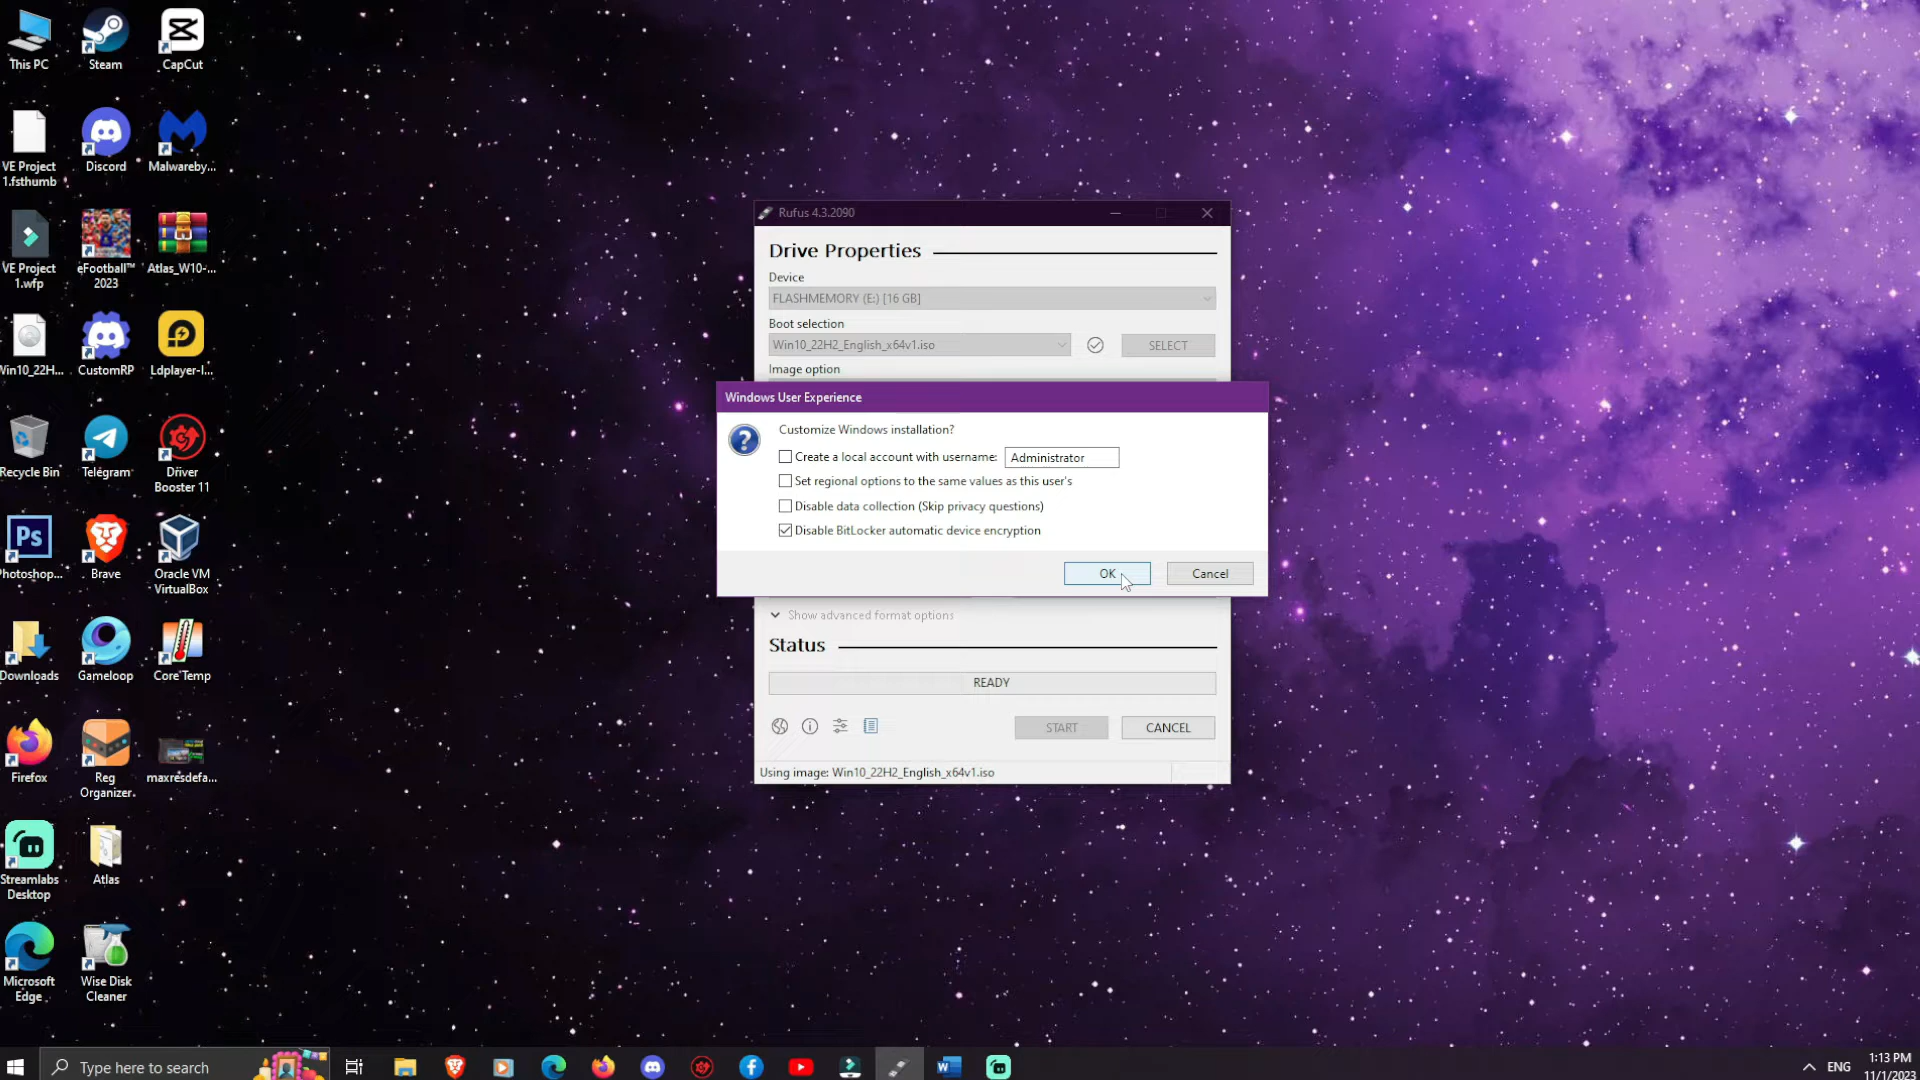 This PC
Steam
CapCut
VE Project
1.fsthumb
Discord
Malwareby...
VE Project
1.wfp
eFootball™
2023
Atlas_W10-...
Win10_22H...
CustomRP
Ldplayer-I...
Recycle Bin
Telegram
Driver
Booster 11
Ps
Photoshop...
Brave
Oracle VM
VirtualBox
Downloads
Gameloop
Core Temp
Firefox
Reg
Organizer
maxresdefa...
Streamlabs
Desktop
Atlas
Microsoft
Edge
Wise Disk
Cleaner
Rufus 4.3.2090
Drive Properties
Device
FLASHMEMORY (E:) [16 GB]
Boot selection
Win10_22H2_English_x64v1.iso
SELECT
Image option
Windows User Experience
Customize Windows installation?
Create a local account with username: Administrator
Set regional options to the same values as this user's
Disable data collection (Skip privacy questions)
Disable BitLocker automatic device encryption
OK
Cancel
Show advanced format options
Status
READY
START
CANCEL
Using image: Win10_22H2_English_x64v1.iso
Type here to search
ENG
1:13 PM
11/1/2023